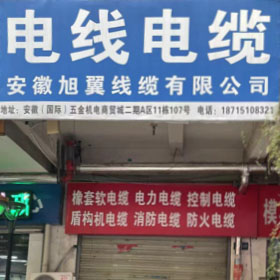 电线电缆
安徽旭翼线缆有限公司
地址：安徽（国际）五金机电商贸城二期A区11栋107号 电话：18715108321
橡套软电缆 电力电缆 控制电缆
盾构机电缆 消防电缆 防火电缆
橡